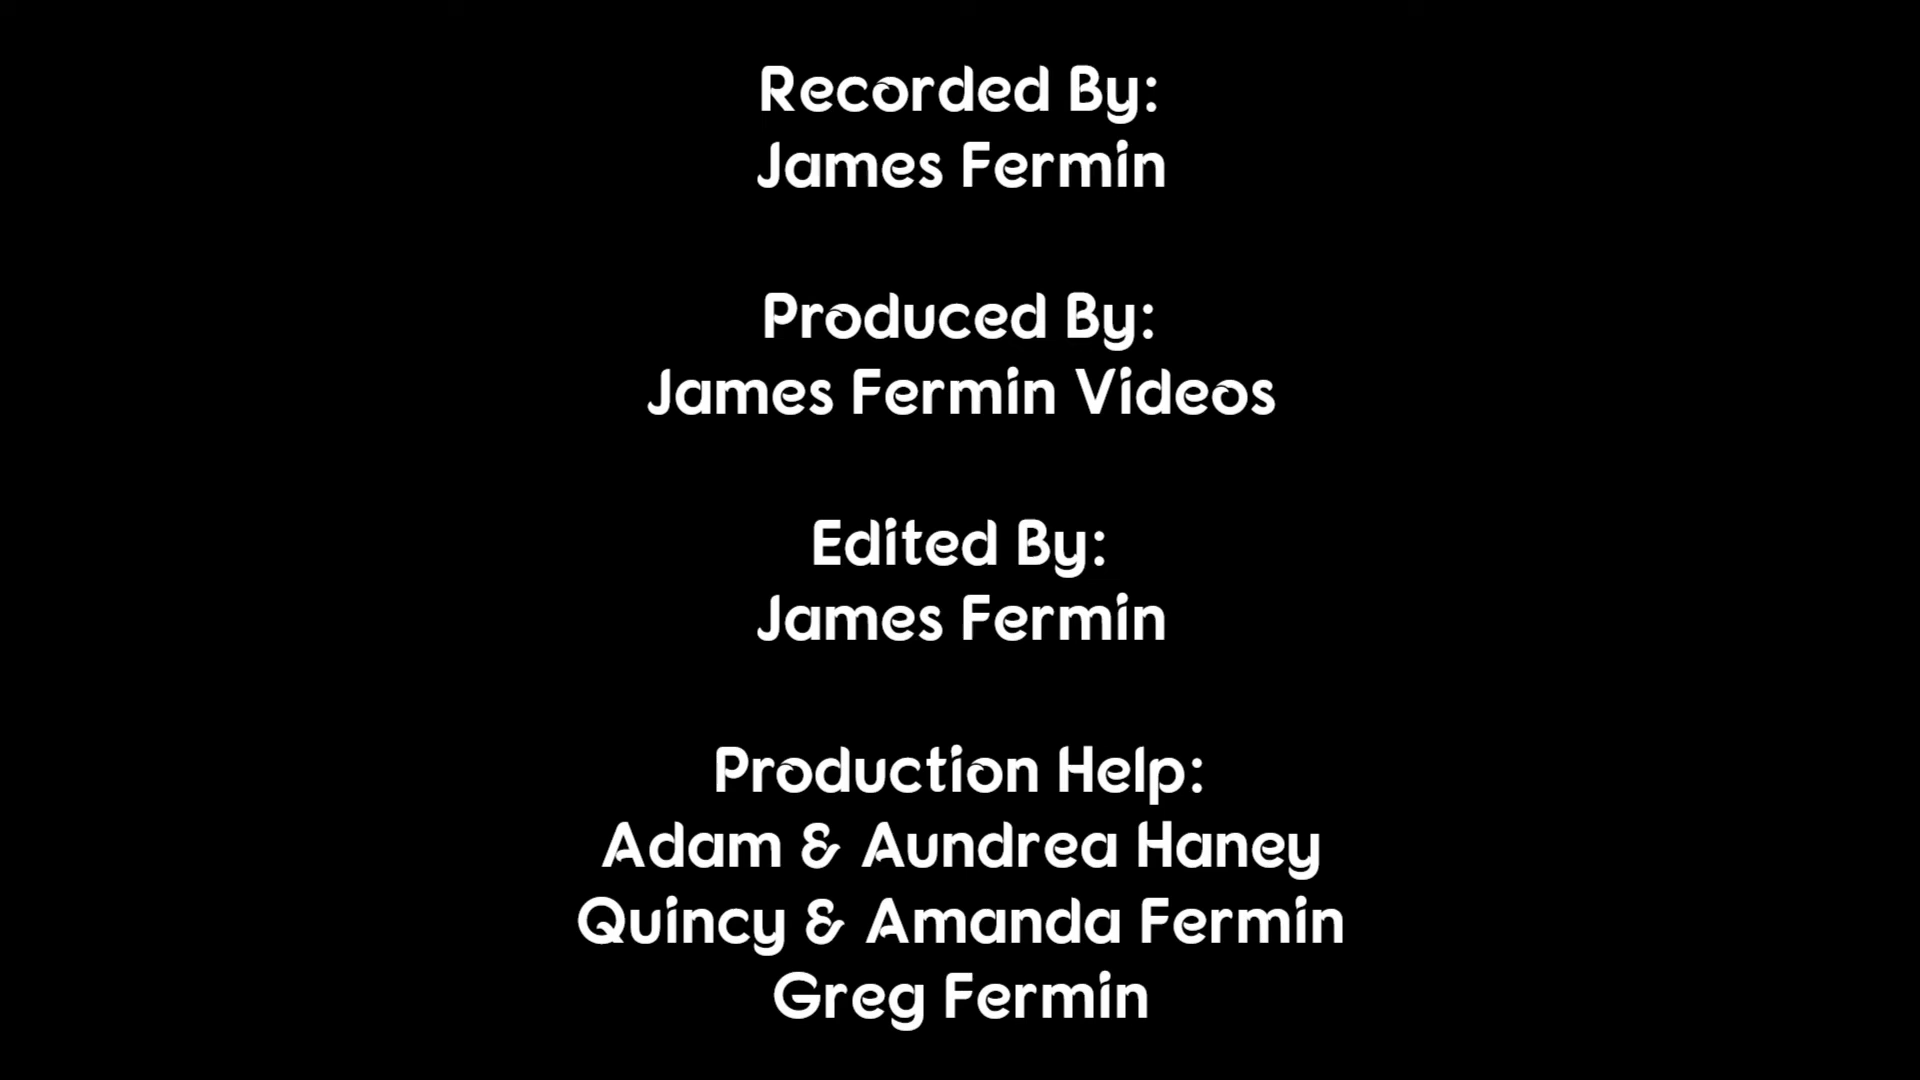 Recorded By:
James Fermin
Produced By:
James Fermin Videos
Edited By:
James Fermin
Production Help:
Adam & Aundrea Haney
Quincy & Amanda Fermin
Greg Fermin